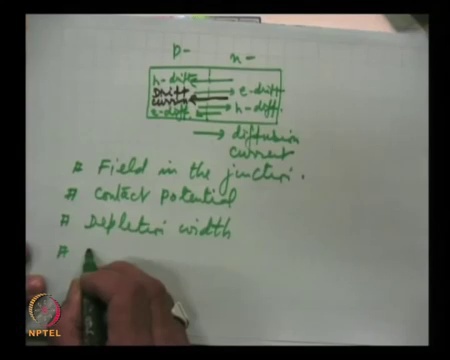 p- n-
h-drift
Drift e-drift
current h-diff.
e-diff.
diffusion
current
# Field in the junction.
# Contact Potential
# Depletion width
#
NPTEL